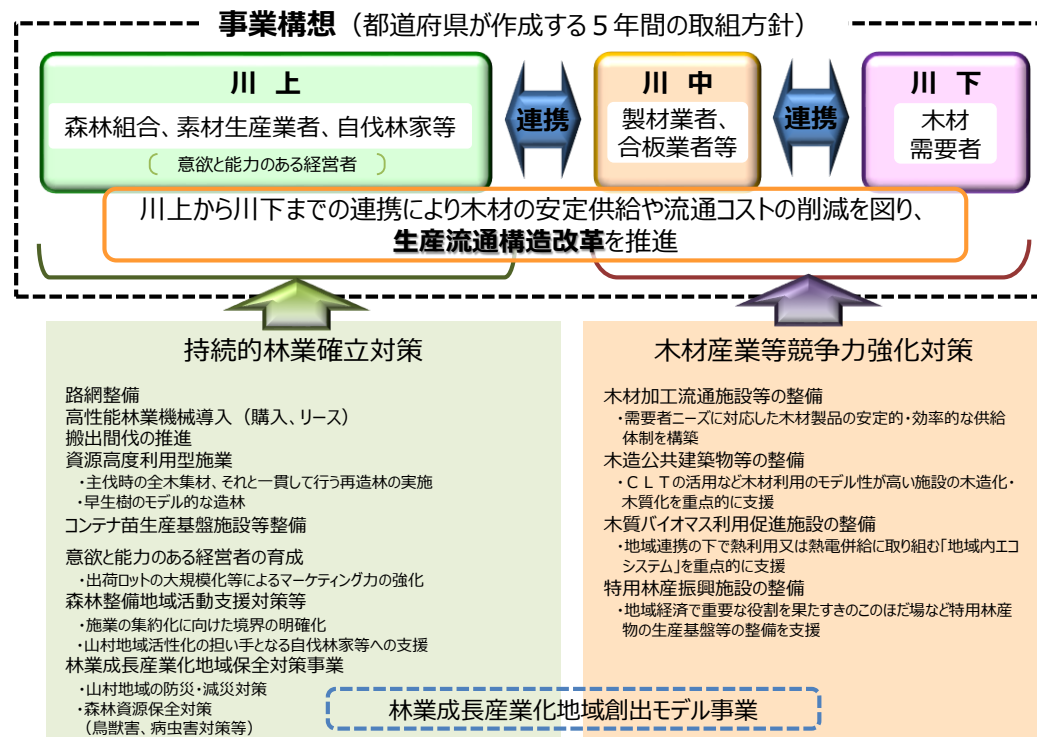 事業構想（都道府県が作成する５年間の取組方針）
川 上
森林組合、素材生産業者、自伐林家等
（ 意欲と能力のある経営者 ）
連携
川 中
製材業者、
合板業者等
連携
川 下
木材
需要者
川上から川下までの連携により木材の安定供給や流通コストの削減を図り、
生産流通構造改革を推進
持続的林業確立対策
路網整備
高性能林業機械導入（購入、リース）
搬出間伐の推進
資源高度利用型施業
・主伐時の全木集材、それと一貫して行う再造林の実施
・早生樹のモデル的な造林
コンテナ苗生産基盤施設等整備
意欲と能力のある経営者の育成
・出荷ロットの大規模化等によるマーケティング力の強化
森林整備地域活動支援対策等
・施業の集約化に向けた境界の明確化
・山村地域活性化の担い手となる自伐林家等への支援
林業成長産業化地域保全対策事業
・山村地域の防災・減災対策
・森林資源保全対策
（鳥獣害、病虫害対策等）
木材産業等競争力強化対策
木材加工流通施設等の整備
・需要者ニーズに対応した木材製品の安定的・効率的な供給
体制を構築
木造公共建築物等の整備
・ＣＬＴの活用など木材利用のモデル性が高い施設の木造化・
木質化を重点的に支援
木質バイオマス利用促進施設の整備
・地域連携の下で熱利用又は熱電併給に取り組む「地域内エコ
システム」を重点的に支援
特用林産振興施設の整備
・地域経済で重要な役割を果たすきのこのほだ場など特用林産
物の生産基盤等の整備を支援
林業成長産業化地域創出モデル事業